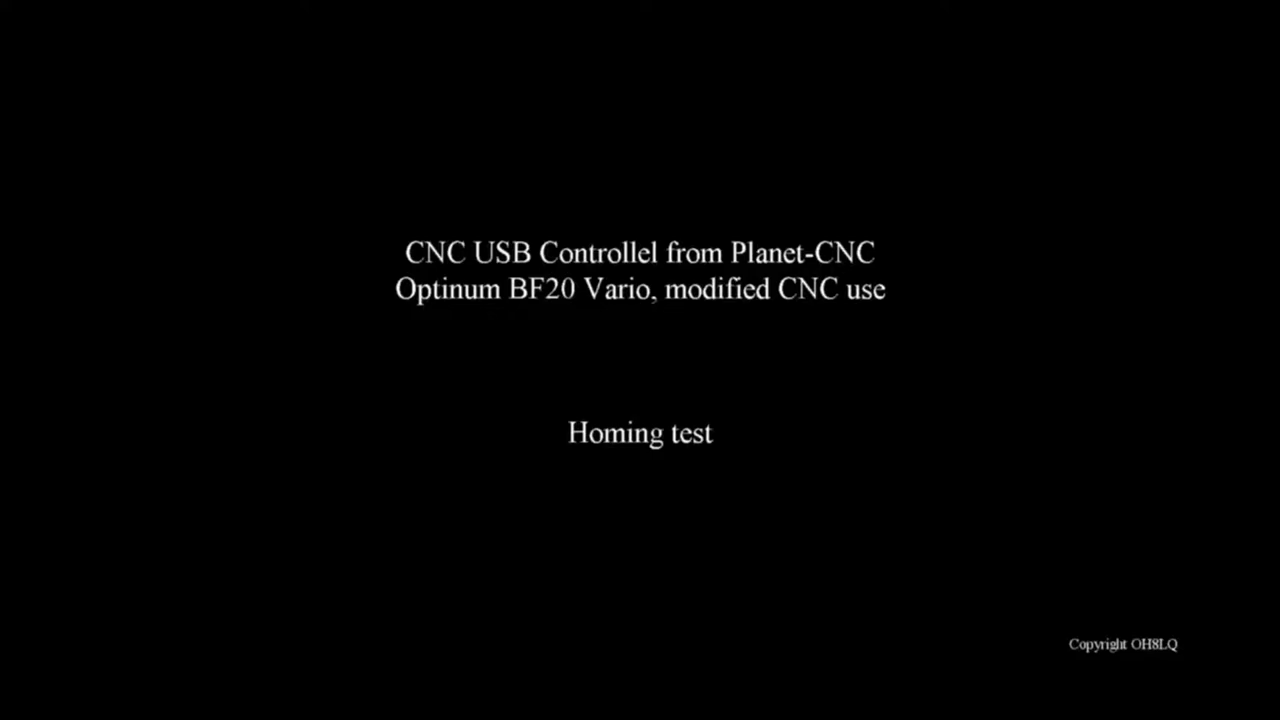 CNC USB Controllel from Planet-CNC
Optinum BF20 Vario, modified CNC use
Homing test
Copyright OH8LQ